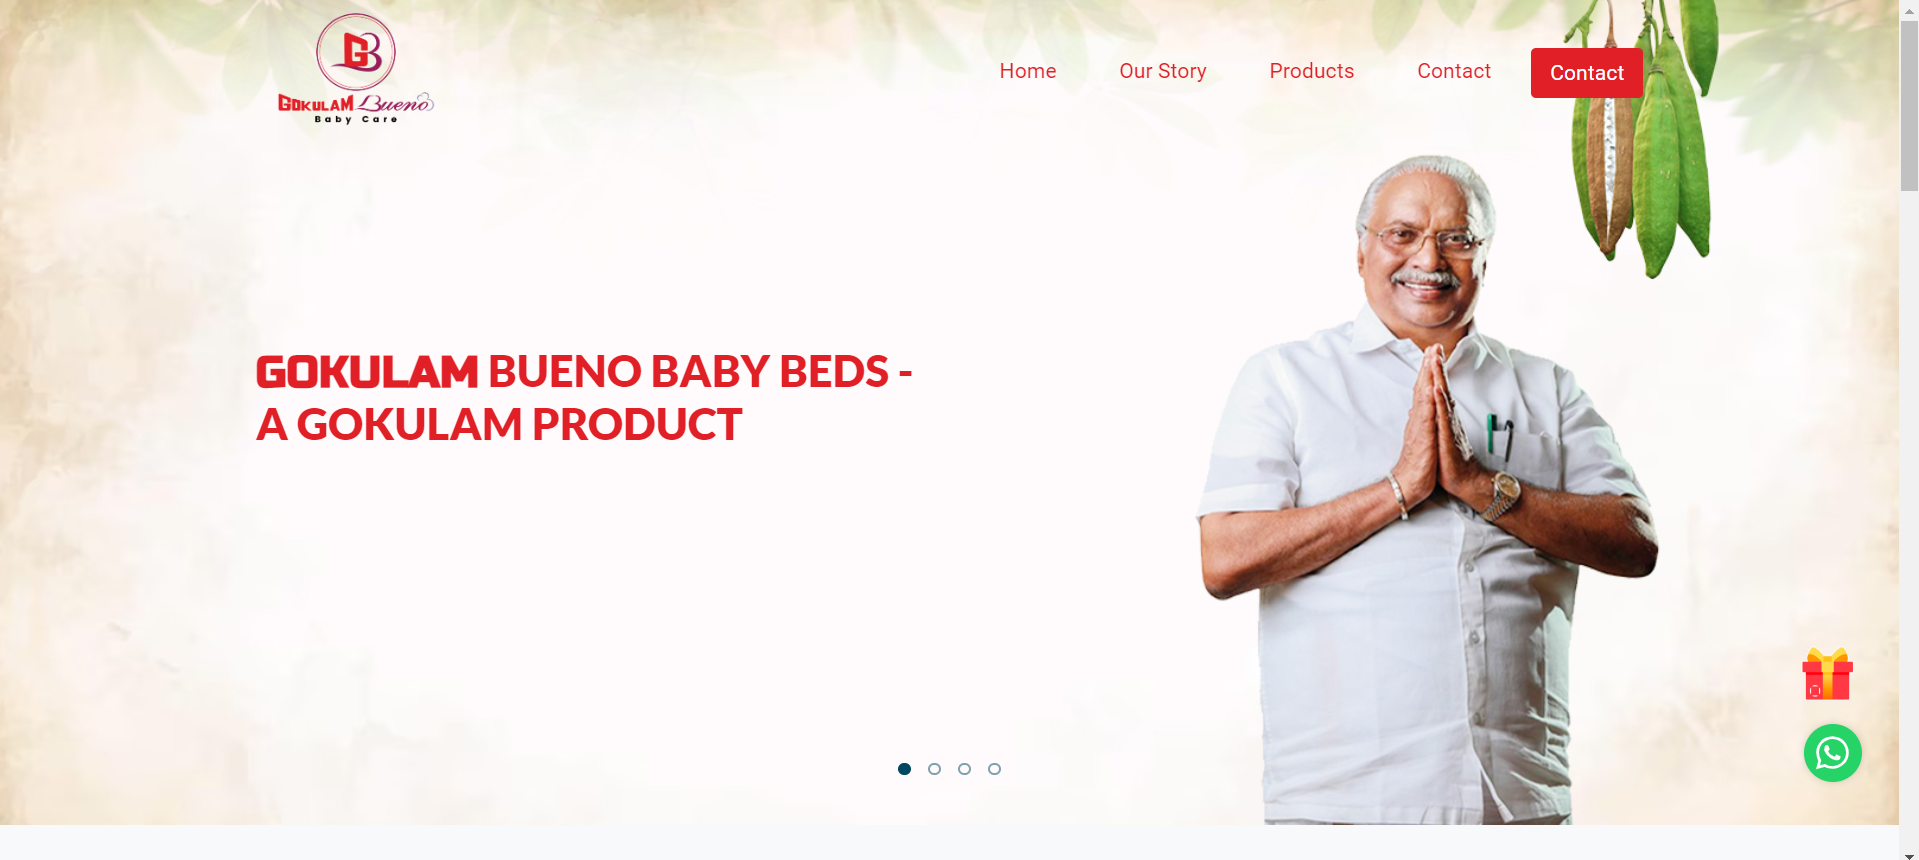 GB
GOKULAM Bueno
Baby Care
Home
Our Story
Products
Contact
Contact
GOKULAM BUENO BABY BEDS -
A GOKULAM PRODUCT